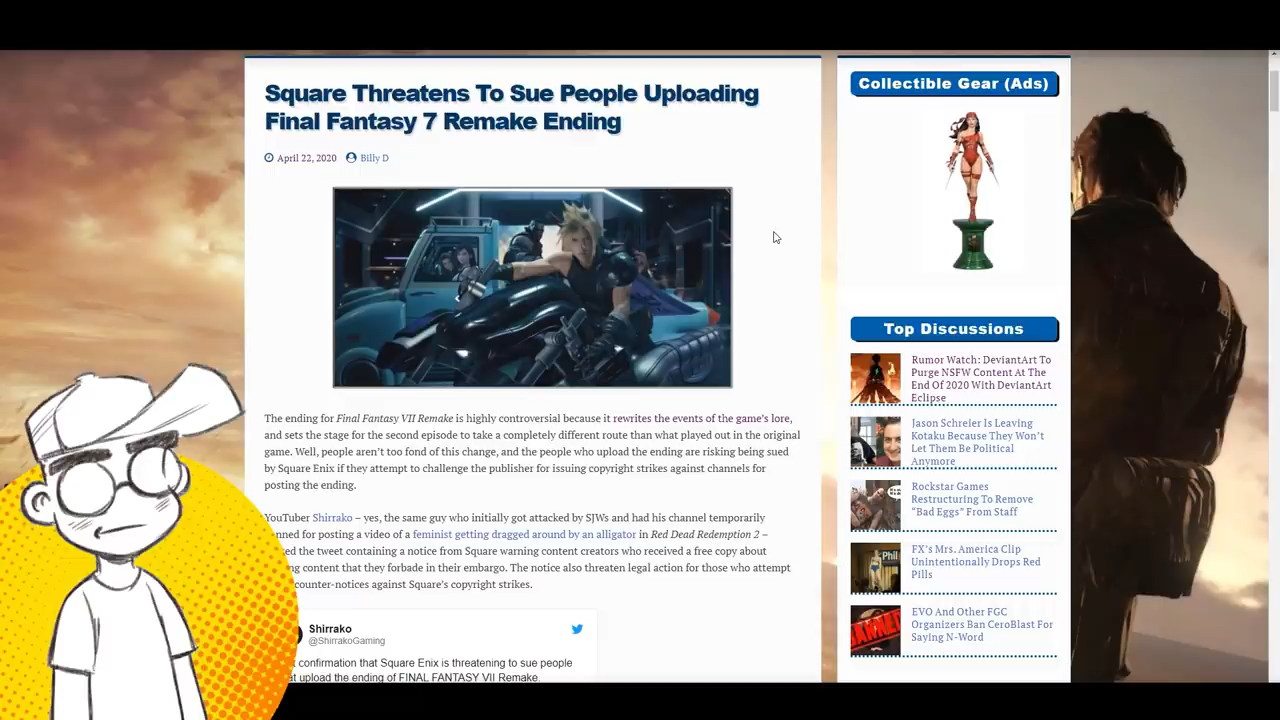 Square Threatens To Sue People Uploading
Final Fantasy 7 Remake Ending
April 22, 2020 Billy D
The ending for Final Fantasy VII Remake is highly controversial because it rewrites the events of the game's lore,
and sets the stage for the second episode to take a completely different route than what played out in the original
game. Well, people aren't too fond of this change, and the people who upload the ending are risking being sued
by Square Enix if they attempt to challenge the publisher for issuing copyright strikes against channels for
posting the ending.
YouTuber Shirrako – yes, the same guy who initially got attacked by SJWs and had his channel temporarily
nned for posting a video of a feminist getting dragged around by an alligator in Red Dead Redemption 2 –
ed the tweet containing a notice from Square warning content creators who received a free copy about
ng content that they forbade in their embargo. The notice also threaten legal action for those who attempt
counter-notices against Square's copyright strikes.
Shirrako
@ShirrakoGaming
confirmation that Square Enix is threatening to sue people
at upload the ending of FINAL FANTASY VII Remake.
Collectible Gear (Ads)
Top Discussions
Rumor Watch: DeviantArt To
Purge NSFW Content At The
End Of 2020 With DeviantArt
Eclipse
Jason Schreier Is Leaving
Kotaku Because They Won't
Let Them Be Political
Anymore
Rockstar Games
Restructuring To Remove
"Bad Eggs" From Staff
Phil
FX's Mrs. America Clip
Unintentionally Drops Red
Pills
BANNED
EVO And Other FGC
Organizers Ban CeroBlast For
Saying N-Word